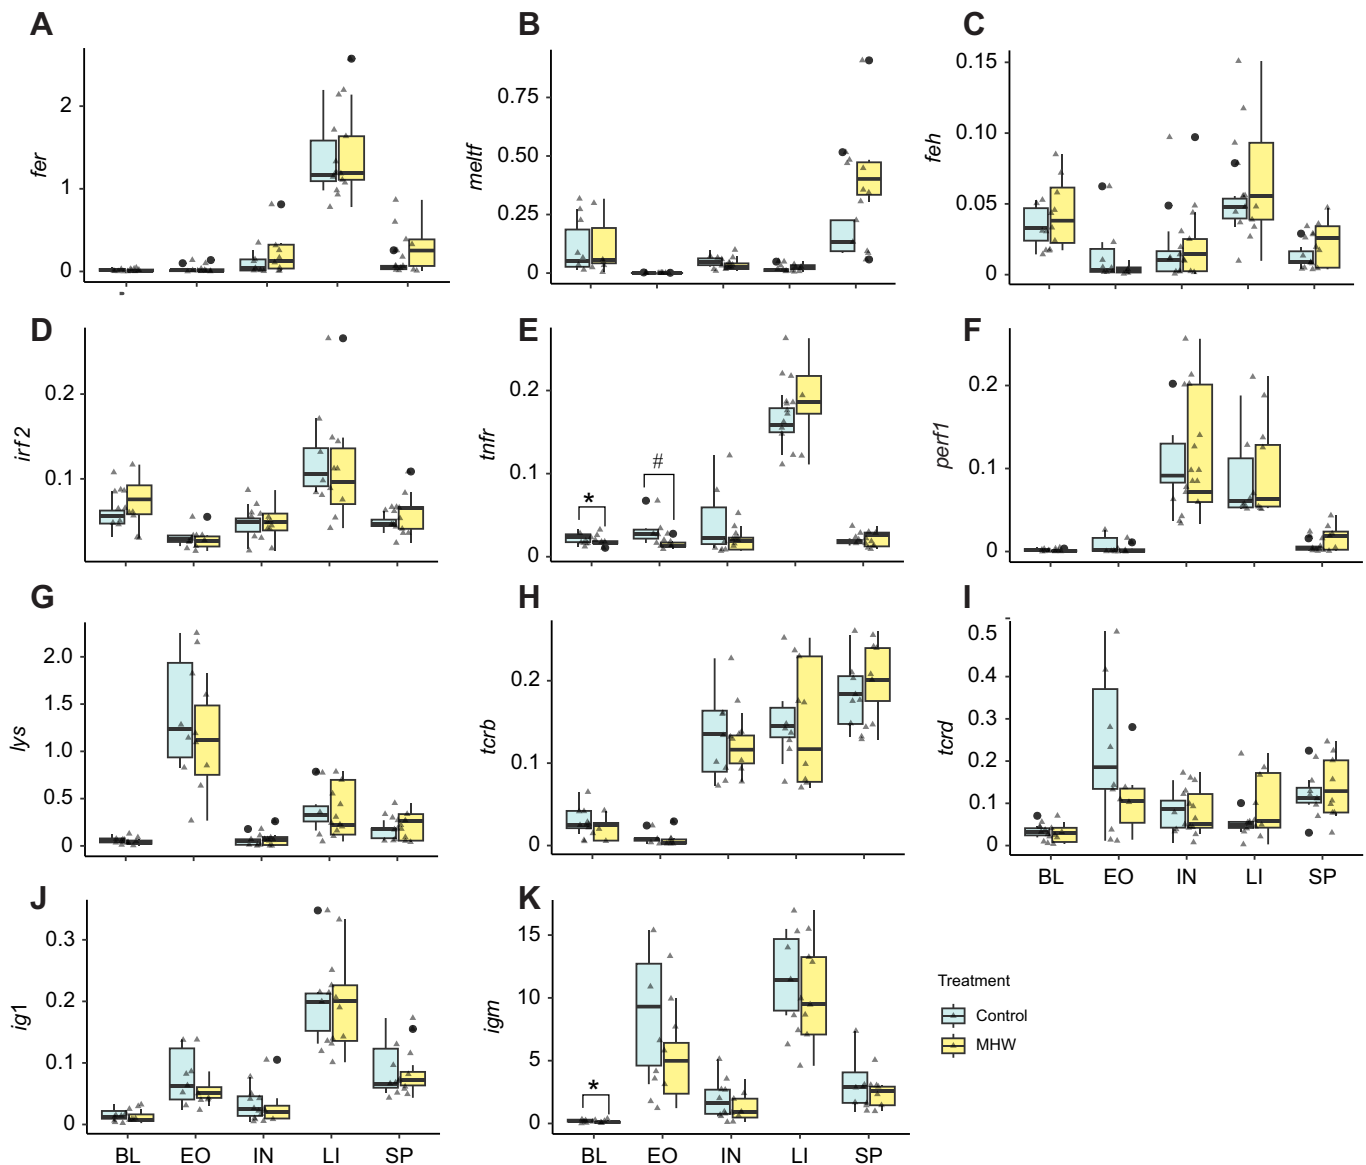 A
fer
2
1
0
B
meltf
0.75
0.50
0.25
0
C
feh
0.15
0.10
0.05
0
D
irf2
0.2
0.1
E
tnfr
0.2
0.1
0
*
#
F
perf1
0.2
0.1
0
G
lys
2.0
1.5
1.0
0.5
0
H
tcrb
0.2
0.1
0
I
tcrd
0.5
0.4
0.3
0.2
0.1
0
BL EO IN LI SP
J
ig1
0.3
0.2
0.1
0
BL EO IN LI SP
K
igm
15
10
5
0
*
BL EO IN LI SP
Treatment
Control
MHW